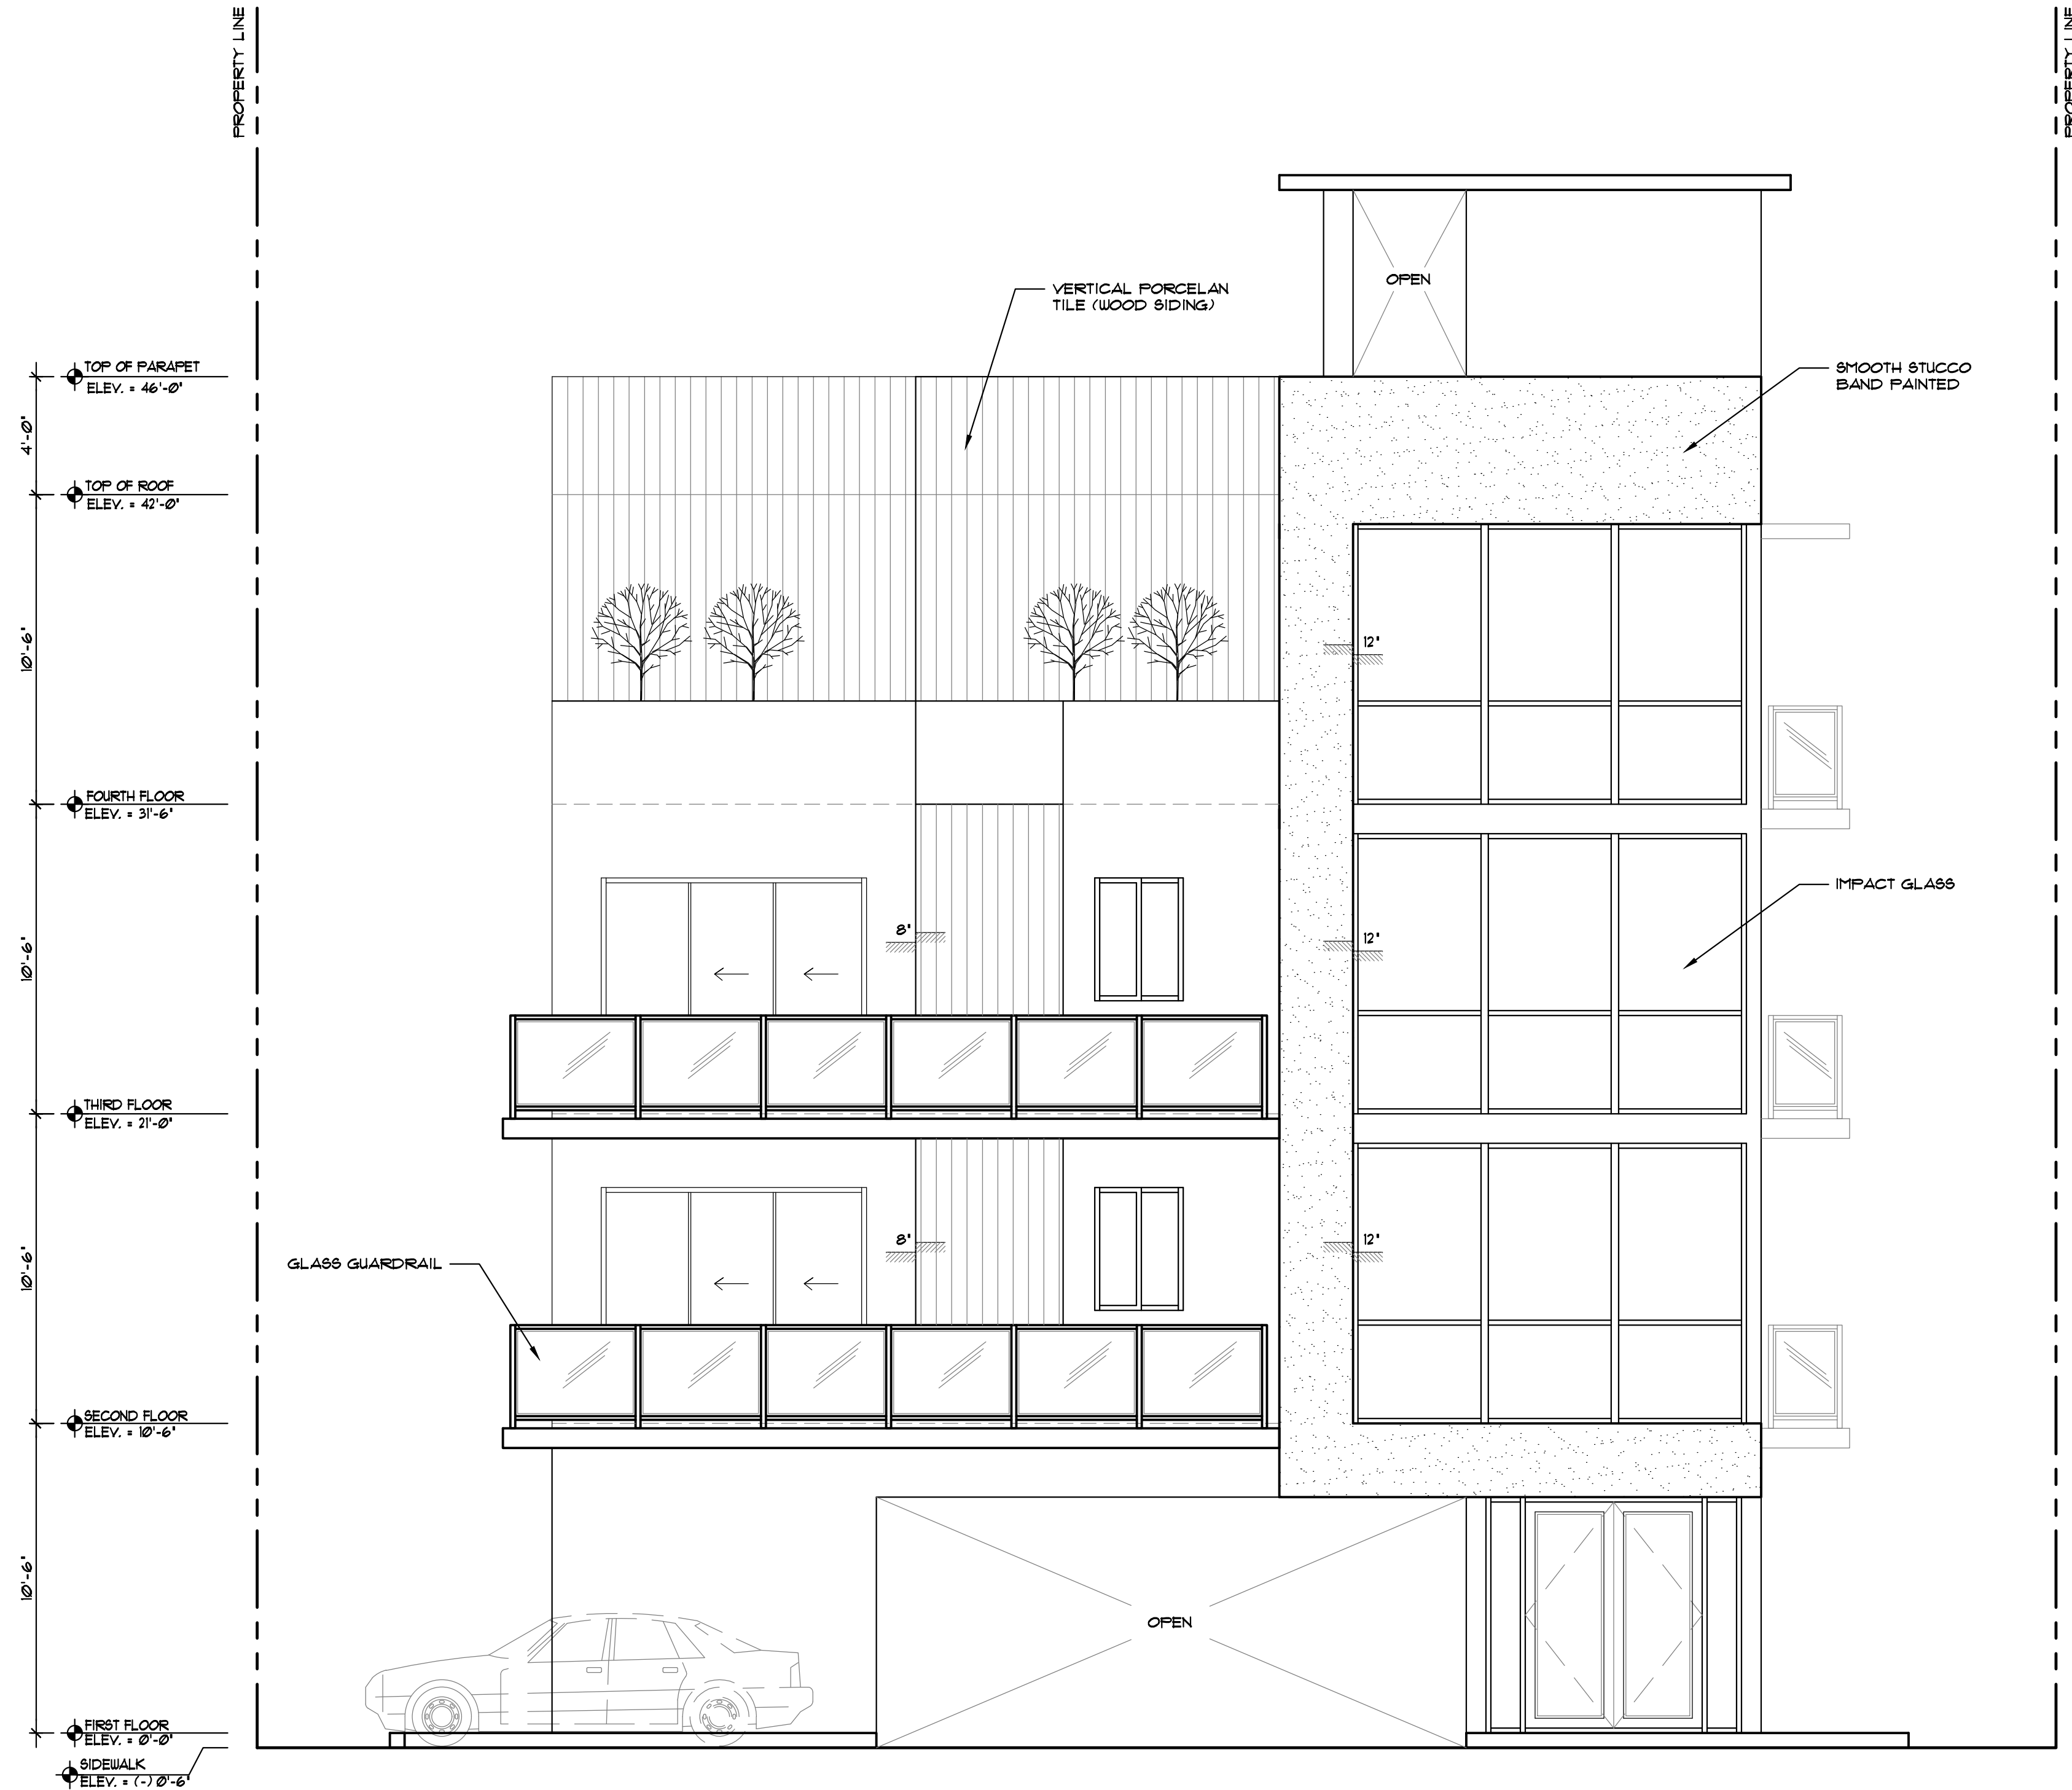 PROPERTY LINE
PROPERTY LINE
OPEN
VERTICAL PORCELAN
TILE (WOOD SIDING)
TOP OF PARAPET
ELEV. = 46'-0"
SMOOTH STUCCO
BAND PAINTED
4'-0"
TOP OF ROOF
ELEV. = 42'-0"
10'-6"
12"
FOURTH FLOOR
ELEV. = 31'-6"
IMPACT GLASS
8"
12"
10'-6"
THIRD FLOOR
ELEV. = 21'-0"
8"
12"
GLASS GUARDRAIL
10'-6"
SECOND FLOOR
ELEV. = 10'-6"
10'-6"
OPEN
FIRST FLOOR
ELEV. = 0'-0"
SIDEWALK
ELEV. = (-) 0'-6"